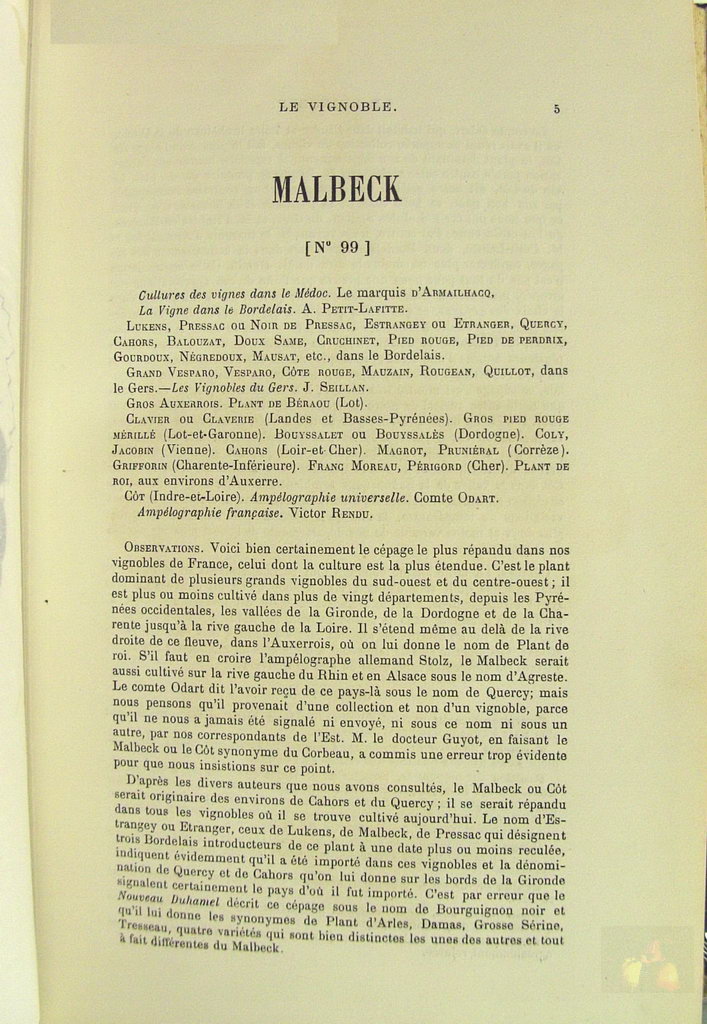 LE VIGNOBLE. 5
MALBECK
[N° 99]
Cultures des vignes dans le Médoc. Le marquis D'ARMAILHACQ,
La Vigne dans le Bordelais. A. PETIT-LAFITTE.
LUKENS, PRESSAC OU NOIR DE PRESSAC, ESTRANGEY OU ETRANGER, QUERCY,
CAHORS, BALOUZAT, DOUX SAME, CRUCHINET, PIED ROUGE, PIED DE PERDRIX,
GOURDOUX, NÉGREDOUX, MAUSAT, etc., dans le Bordelais.
GRAND VESPARO, VESPARO, CÔTE ROUGE, MAUZAIN, ROUGEAN, QUILLOT, dans
le Gers.—Les Vignobles du Gers. J. SEILLAN.
GROS AUXERROIS. PLANT DE BÉRAOU (Lot).
CLAVIER OU CLAVERIE (Landes et Basses-Pyrénées). GROS PIED ROUGE
MÉRILLÉ (Lot-et-Garonne). BOUYSSALET ou BOUYSSALÈS (Dordogne). COLY,
JACOBIN (Vienne). CAHORS (Loir-et-Cher). MAGROT, PRUNIÉRAL (Corrèze).
GRIFFORIN (Charente-Inférieure). FRANC MOREAU, PÉRIGORD (Cher). PLANT DE
ROI, aux environs d'Auxerre.
CÔT (Indre-et-Loire). Ampélographie universelle. Comte ODART.
Ampélographie française. Victor RENDU.
OBSERVATIONS. Voici bien certainement le cépage le plus répandu dans nos
vignobles de France, celui dont la culture est la plus étendue. C'est le plant
dominant de plusieurs grands vignobles du sud-ouest et du centre-ouest ; il
est plus ou moins cultivé dans plus de vingt départements, depuis les Pyré-
nées occidentales, les vallées de la Gironde, de la Dordogne et de la Cha-
rente jusqu'à la rive gauche de la Loire. Il s'étend même au delà de la rive
droite de ce fleuve, dans l'Auxerrois, où on lui donne le nom de Plant de
roi. S'il faut en croire l'ampélographe allemand Stolz, le Malbeck serait
aussi cultivé sur la rive gauche du Rhin et en Alsace sous le nom d'Agreste.
Le comte Odart dit l'avoir reçu de ce pays-là sous le nom de Quercy; mais
nous pensons qu'il provenait d'une collection et non d'un vignoble, parce
qu'il ne nous a jamais été signalé ni envoyé, ni sous ce nom ni sous un
autre, par nos correspondants de l'Est. M. le docteur Guyot, en faisant le
Malbeck ou le Côt synonyme du Corbeau, a commis une erreur trop évidente
pour que nous insistions sur ce point.
D'après les divers auteurs que nous avons consultés, le Malbeck ou Côt
serait originaire des environs de Cahors et du Quercy ; il se serait répandu
dans tous les vignobles où il se trouve cultivé aujourd'hui. Le nom d'Es-
trangey ou Etranger, ceux de Lukens, de Malbeck, de Pressac qui désignent
trois Bordelais introducteurs de ce plant à une date plus ou moins reculée,
indiquent évidemment qu'il a été importé dans ces vignobles et la dénomi-
nation de Quercy et de Cahors qu'on lui donne sur les bords de la Gironde
signalent certainement le pays d'où il fut importé. C'est par erreur que le
Nouveau Duhamel décrit ce cépage sous le nom de Bourguignon noir et
qu'il lui donne les synonymes de Plant d'Arles, Damas, Grosse Sérine,
Tresseau, quatre variétés qui sont bien distinctes les unes des autres et tout
à fait différentes du Malbeck.